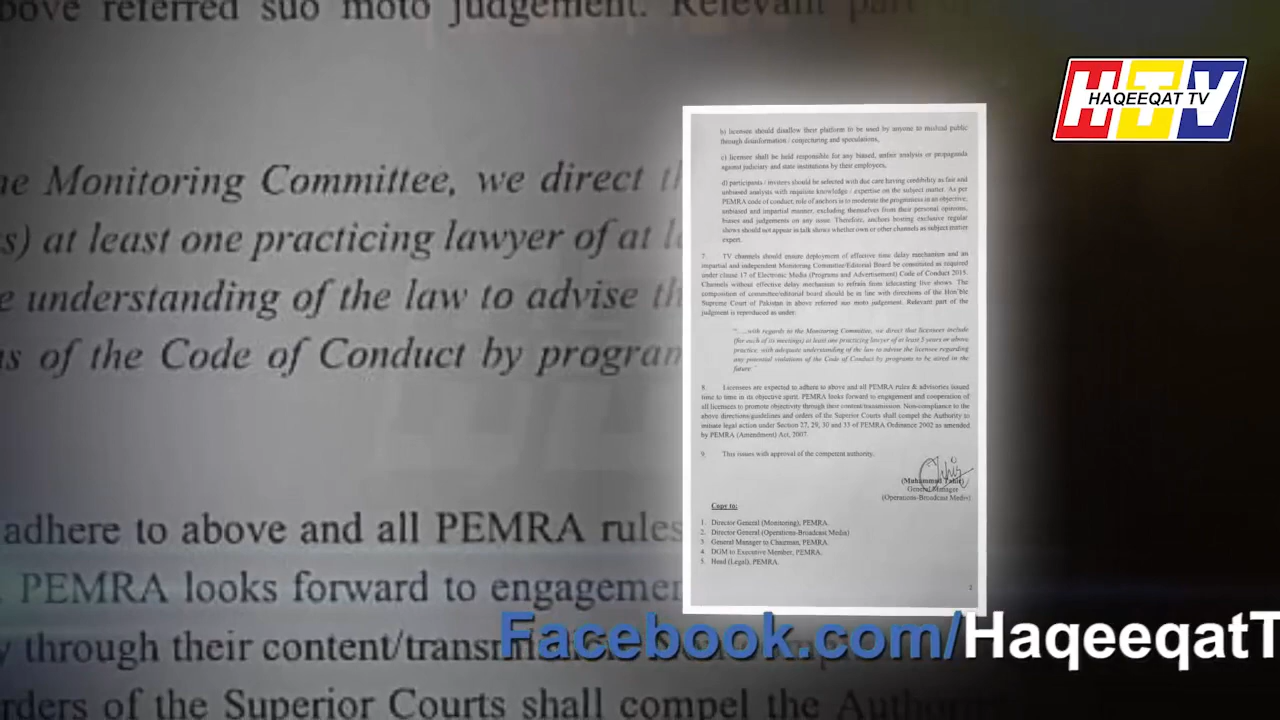 bove referred suo moto judgement. Relevant part of
HTV
HAQEEQAT TV
he Monitoring Committee, we direct th
s) at least one practicing lawyer of at le
e understanding of the law to advise th
ns of the Code of Conduct by program
adhere to above and all PEMRA rules
. PEMRA looks forward to engagemen
y through their content/transm
rders of the Superior Courts shall compel the Author
b) licensee should disallow their platform to be used by anyone to mislead public
through disinformation / conjecturing and speculations,
c) licensee shall be held responsible for any biased, unfair analysis or propaganda
against judiciary and state institutions by their employees,
d) participants / invitees should be selected with due care having credibility as fair and
unbiased analysts with requisite knowledge / expertise on the subject matter. As per
PEMRA code of conduct, role of anchors is to moderate the programmes in an objective,
unbiased and impartial manner, excluding themselves from their personal opinions,
biases and judgements on any issue. Therefore, anchors hosting exclusive regular
shows should not appear in talk shows whether own or other channels as subject matter
expert.
7. TV channels should ensure deployment of effective time delay mechanism and an
impartial and independent Monitoring Committee/Editorial Board be constituted as required
under clause 17 of Electronic Media (Programs and Advertisement) Code of Conduct 2015.
Channels without effective delay mechanism to refrain from telecasting live shows. The
composition of committee/editorial board should be in line with directions of the Hon'ble
Supreme Court of Pakistan in above referred suo moto judgement. Relevant part of the
judgment is reproduced as under:
"....with regards to the Monitoring Committee, we direct that licensees include
(for each of its meetings) at least one practicing lawyer of at least 5 years or above
practice, with adequate understanding of the law to advise the licensee regarding
any potential violations of the Code of Conduct by programs to be aired in the
future."
8. Licensees are expected to adhere to above and all PEMRA rules & advisories issued
time to time in its objective spirit. PEMRA looks forward to engagement and cooperation of
all licensees to promote objectivity through their content/transmission. Non-compliance to the
above directions/guidelines and orders of the Superior Courts shall compel the Authority to
initiate legal action under Section 27, 29, 30 and 33 of PEMRA Ordinance 2002 as amended
by PEMRA (Amendment) Act, 2007.
9. This issues with approval of the competent authority.
(Muhammad Tahir)
General Manager
(Operations-Broadcast Media)
Copy to:
1. Director General (Monitoring), PEMRA.
2. Director General (Operations-Broadcast Media)
3. General Manager to Chairman, PEMRA.
4. DGM to Executive Member, PEMRA.
5. Head (Legal), PEMRA.
2
Facebook.com/HaqeeqatT